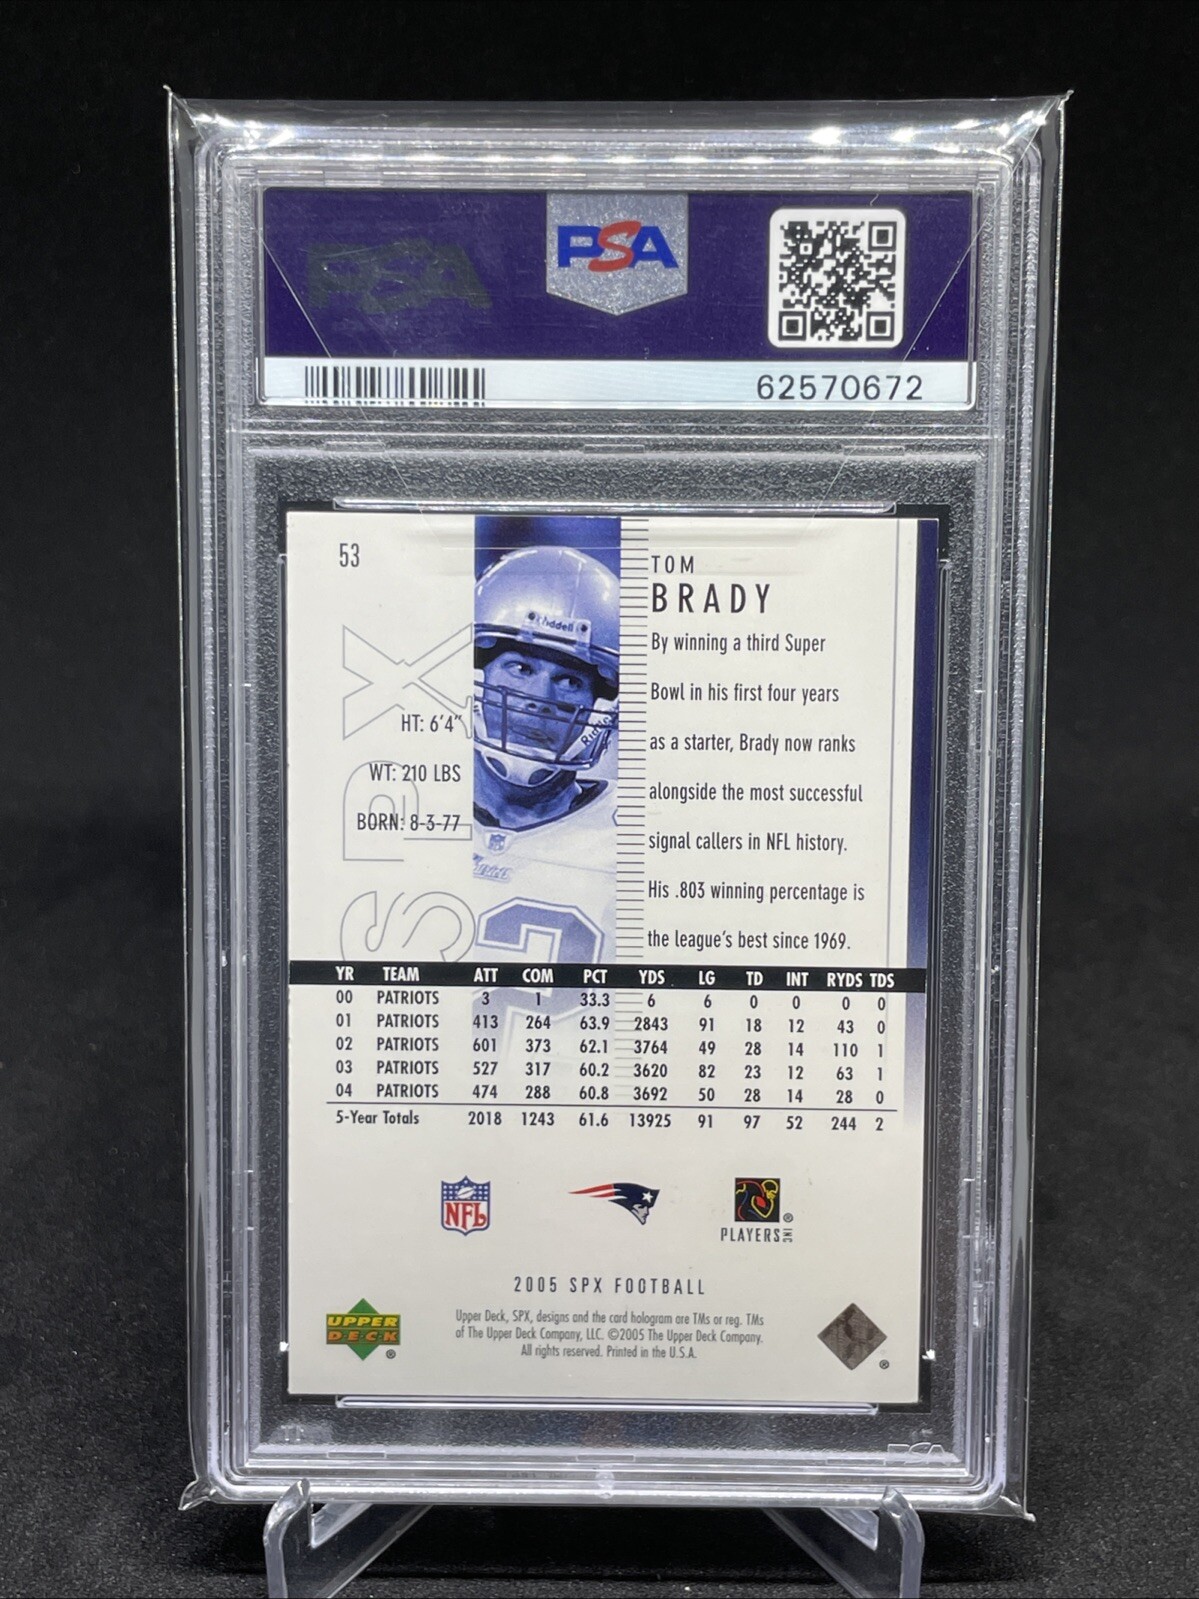 PSA
PSA
62570672
53
TOM
BRADY
By winning a third Super
Bowl in his first four years
as a starter, Brady now ranks
alongside the most successful
signal callers in NFL history.
His .803 winning percentage is
the league's best since 1969.
SPX
HT: 6'4"
WT: 210 LBS
BORN: 8-3-77
Riddell
YR TEAM ATT COM PCT YDS LG TD INT RYDS TDS
00 PATRIOTS 3 1 33.3 6 6 0 0 0 0
01 PATRIOTS 413 264 63.9 2843 91 18 12 43 0
02 PATRIOTS 601 373 62.1 3764 49 28 14 110 1
03 PATRIOTS 527 317 60.2 3620 82 23 12 63 1
04 PATRIOTS 474 288 60.8 3692 50 28 14 28 0
5-Year Totals 2018 1243 61.6 13925 91 97 52 244 2
NFL
PLAYERS INC ®
2005 SPX FOOTBALL
UPPER
DECK ®
Upper Deck, SPX, designs and the card hologram are TMs or reg. TMs
of The Upper Deck Company, LLC. ©2005 The Upper Deck Company.
All rights reserved. Printed in the U.S.A.
®
PSA